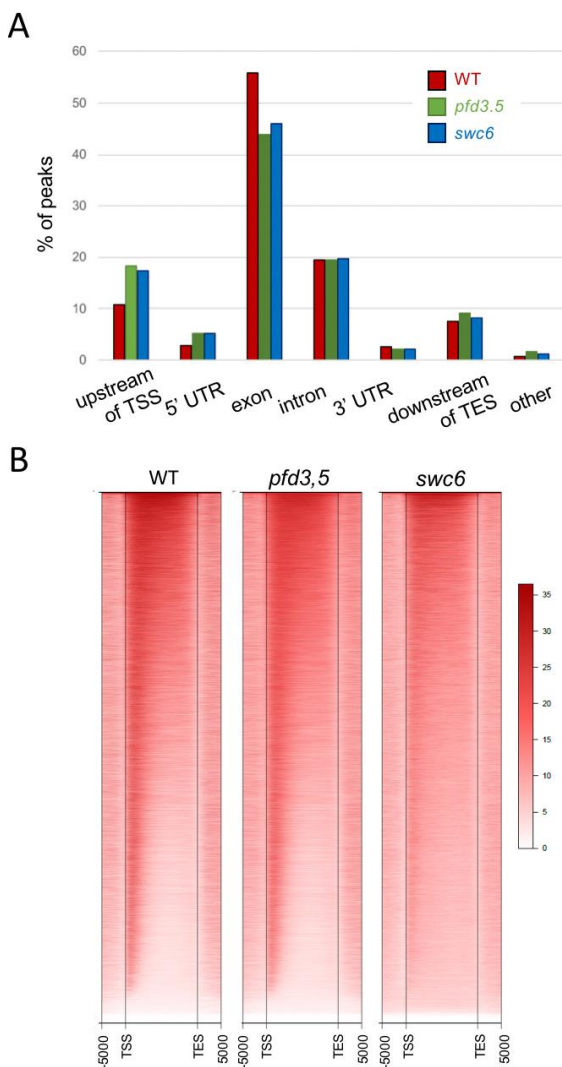 A
60
50
40
30
20
10
0
% of peaks
WT
pfd3.5
swc6
upstream
of TSS
5' UTR
exon
intron
3' UTR
downstream
of TES
other
B
WT
pfd3,5
swc6
35
30
25
20
15
10
5
0
-5000
TSS
TES
5000
-5000
TSS
TES
5000
-5000
TSS
TES
5000